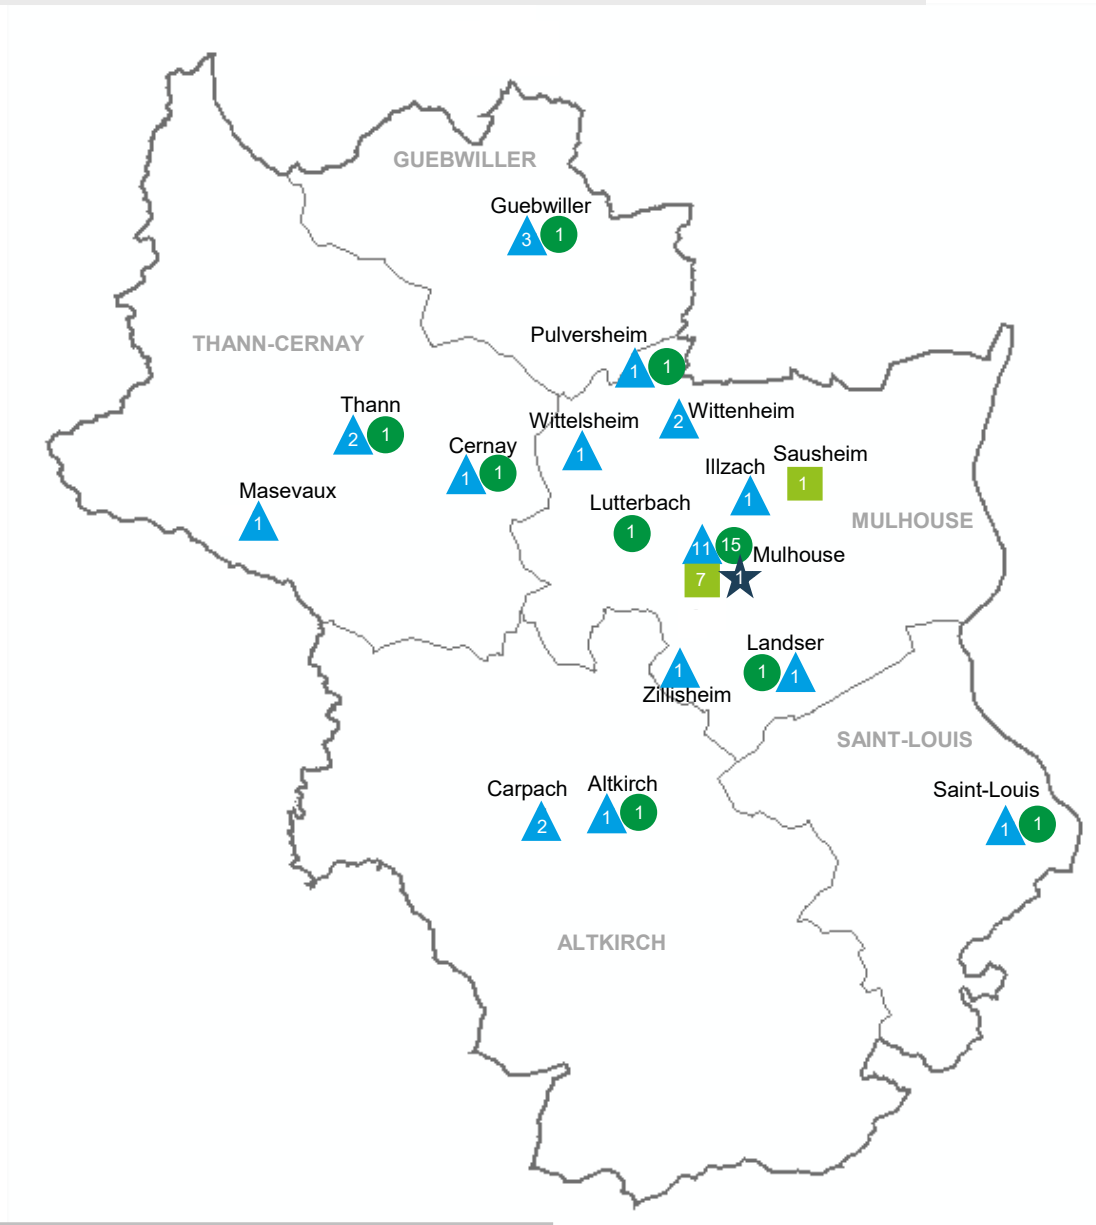 GUEBWILLER
Guebwiller
3 1
Pulversheim
1 1
THANN-CERNAY
Thann
2 1
Cernay
1 1
Masevaux
1
Wittelsheim
1
Wittenheim
2
Illzach
1
Sausheim
1
Lutterbach
1
MULHOUSE
11 15
Mulhouse
7 1
Landser
1 1
1
Zillisheim
SAINT-LOUIS
Saint-Louis
1 1
Carpach
2
Altkirch
1 1
ALTKIRCH